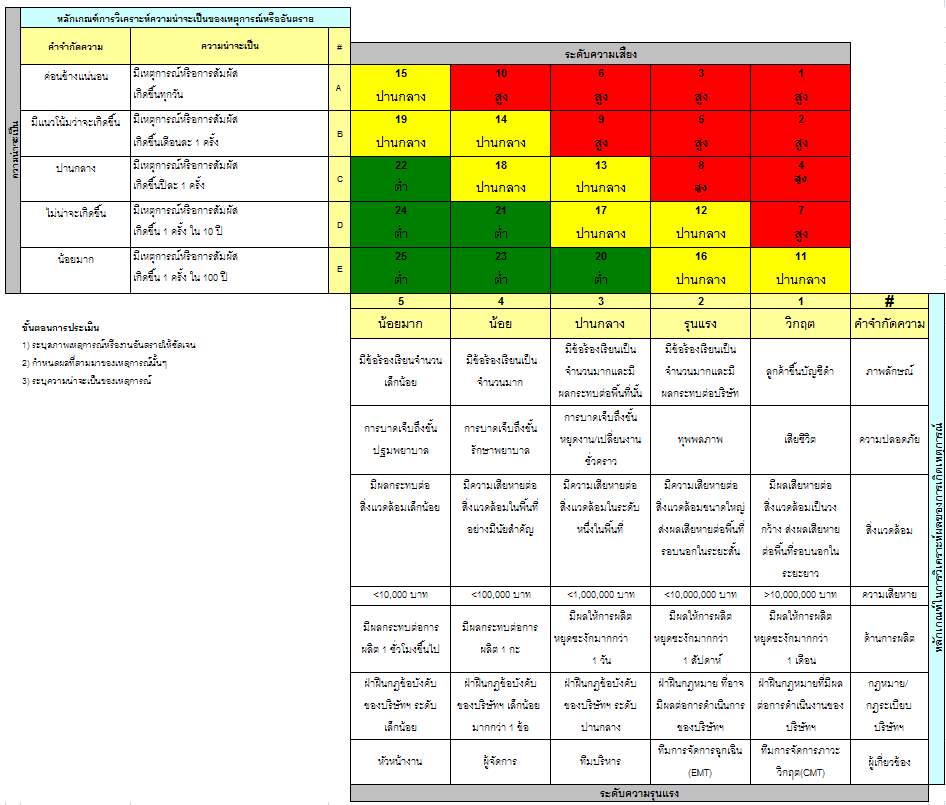 หลักเกณฑ์การวิเคราะห์ความน่าจะเป็นของเหตุการณ์หรืออันตราย
คำจำกัดความ ความน่าจะเป็น #
ระดับความเสี่ยง
ความน่าจะเป็น
ค่อนข้างแน่นอน มีเหตุการณ์หรือการสัมผัส A 15 10 6 3 1
เกิดขึ้นทุกวัน ปานกลาง สูง สูง สูง สูง
มีแนวโน้มว่าจะเกิดขึ้น มีเหตุการณ์หรือการสัมผัส B 19 14 9 5 2
เกิดขึ้นเดือนละ 1 ครั้ง ปานกลาง ปานกลาง สูง สูง สูง
ปานกลาง มีเหตุการณ์หรือการสัมผัส C 22 18 13 8 4
เกิดขึ้นปีละ 1 ครั้ง ต่ำ ปานกลาง ปานกลาง สูง สูง
ไม่น่าจะเกิดขึ้น มีเหตุการณ์หรือการสัมผัส D 24 21 17 12 7
เกิดขึ้น 1 ครั้ง ใน 10 ปี ต่ำ ต่ำ ปานกลาง ปานกลาง สูง
น้อยมาก มีเหตุการณ์หรือการสัมผัส E 25 23 20 16 11
เกิดขึ้น 1 ครั้ง ใน 100 ปี ต่ำ ต่ำ ต่ำ ปานกลาง ปานกลาง
5 4 3 2 1 #
น้อยมาก น้อย ปานกลาง รุนแรง วิกฤต คำจำกัดความ
ขั้นตอนการประเมิน
1) ระบุสภาพเหตุการณ์หรืองานอันตรายให้ชัดเจน
2) กำหนดผลที่ตามมาของเหตุการณ์นั้นๆ
3) ระบุความน่าจะเป็นของเหตุการณ์
มีข้อร้องเรียนจำนวน
เล็กน้อย
มีข้อร้องเรียนเป็น
จำนวนมาก
มีข้อร้องเรียนเป็น
จำนวนมากและมี
ผลกระทบต่อพื้นที่นั้น
มีข้อร้องเรียนเป็น
จำนวนมากและมี
ผลกระทบต่อบริษัท
ลูกค้าขึ้นบัญชีดำ
ภาพลักษณ์
การบาดเจ็บถึงขั้น
ปฐมพยาบาล
การบาดเจ็บถึงขั้น
รักษาพยาบาล
การบาดเจ็บถึงขั้น
หยุดงาน/เปลี่ยนงาน
ชั่วคราว
ทุพพลภาพ
เสียชีวิต
ความปลอดภัย
มีผลกระทบต่อ
สิ่งแวดล้อมเล็กน้อย
มีความเสียหายต่อ
สิ่งแวดล้อมในพื้นที่
อย่างมีนัยสำคัญ
มีความเสียหายต่อ
สิ่งแวดล้อมในระดับ
หนึ่งในพื้นที่
มีความเสียหายต่อ
สิ่งแวดล้อมขนาดใหญ่
ส่งผลเสียหายต่อพื้นที่
รอบนอกในระยะสั้น
มีผลเสียหายต่อ
สิ่งแวดล้อมเป็นวง
กว้าง ส่งผลเสียหาย
ต่อพื้นที่รอบนอกใน
ระยะยาว
สิ่งแวดล้อม
<10,000 บาท <100,000 บาท <1,000,000 บาท <10,000,000 บาท >10,000,000 บาท ความเสียหาย
มีผลกระทบต่อการ
ผลิต 1 ชั่วโมงขึ้นไป
มีผลกระทบต่อการ
ผลิต 1 กะ
มีผลให้การผลิต
หยุดชะงักมากกว่า
1 วัน
มีผลให้การผลิต
หยุดชะงักมากกว่า
1 สัปดาห์
มีผลให้การผลิต
หยุดชะงักมากกว่า
1 เดือน
ด้านการผลิต
ฝ่าฝืนกฎข้อบังคับ
ของบริษัทฯ ระดับ
เล็กน้อย
ฝ่าฝืนกฎข้อบังคับ
ของบริษัทฯ เล็กน้อย
มากกว่า 1 ข้อ
ฝ่าฝืนกฎข้อบังคับ
ของบริษัทฯ ระดับ
ปานกลาง
ฝ่าฝืนกฎหมาย ที่อาจ
มีผลต่อการดำเนินการ
ของบริษัทฯ
ฝ่าฝืนกฎหมายที่มีผล
ต่อการดำเนินงานของ
บริษัทฯ
กฎหมาย/
กฎระเบียบ
บริษัทฯ
หัวหน้างาน
ผู้จัดการ
ทีมบริหาร
ทีมการจัดการฉุกเฉิน
(EMT)
ทีมการจัดการภาวะ
วิกฤต(CMT)
ผู้เกี่ยวข้อง
หลักเกณฑ์ในการวิเคราะห์ผลของการเกิดเหตุการณ์
ระดับความรุนแรง